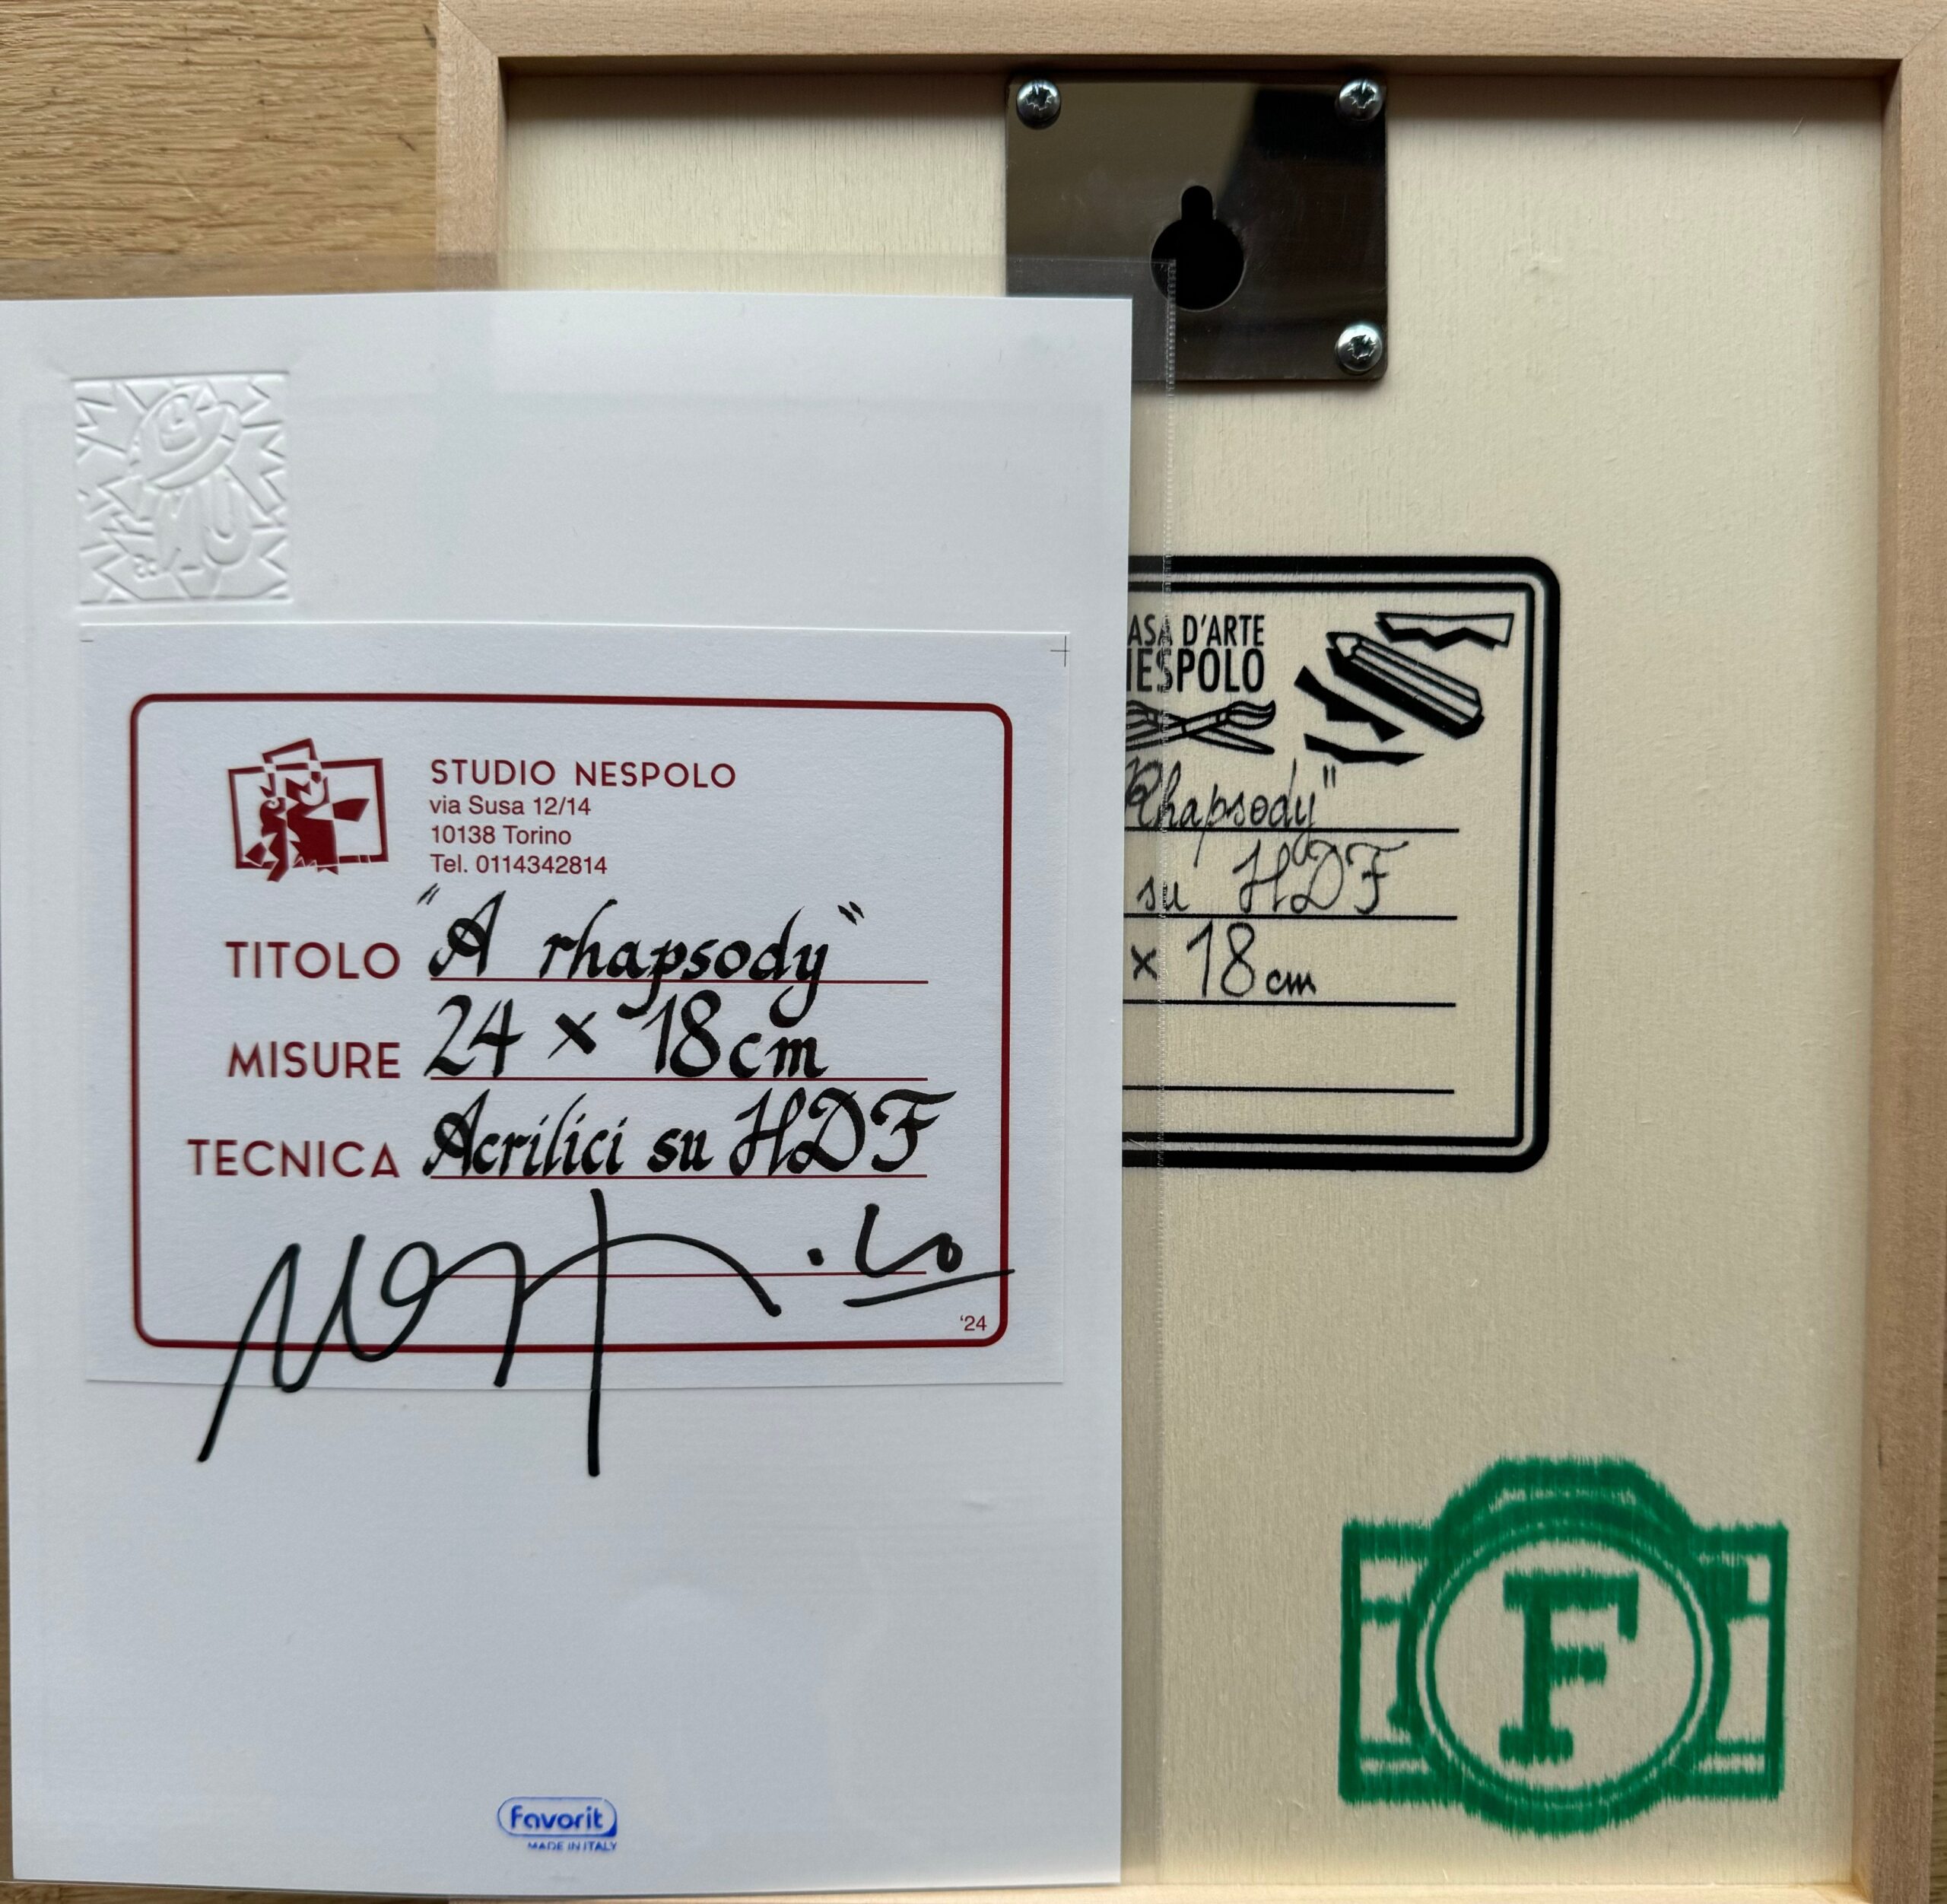 STUDIO NESPOLO
via Susa 12/14
10138 Torino
Tel. 0114342814
TITOLO "A rhapsody"
MISURE 24 x 18cm
TECNICA Acrilici su HDF
'24
Favorit
MADE IN ITALY
ASA D'ARTE
NESPOLO
Rhapsody"
su HDF
x 18cm
F